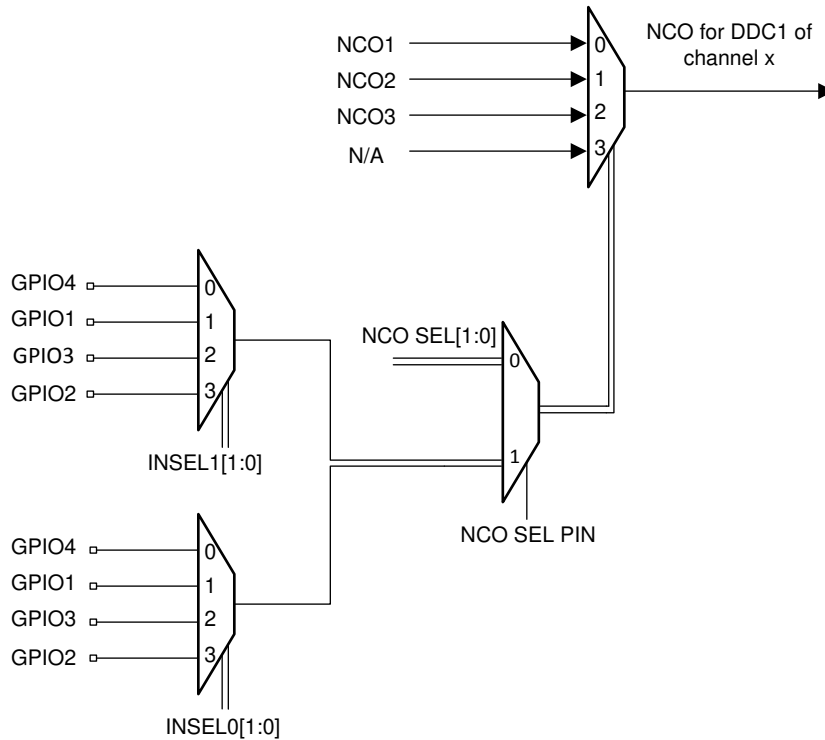 NCO1
NCO2
NCO3
N/A
0
1
2
3
NCO for DDC1 of
channel x
GPIO4
GPIO1
GPIO3
GPIO2
0
1
2
3
INSEL1[1:0]
NCO SEL[1:0]
0
1
NCO SEL PIN
GPIO4
GPIO1
GPIO3
GPIO2
0
1
2
3
INSEL0[1:0]